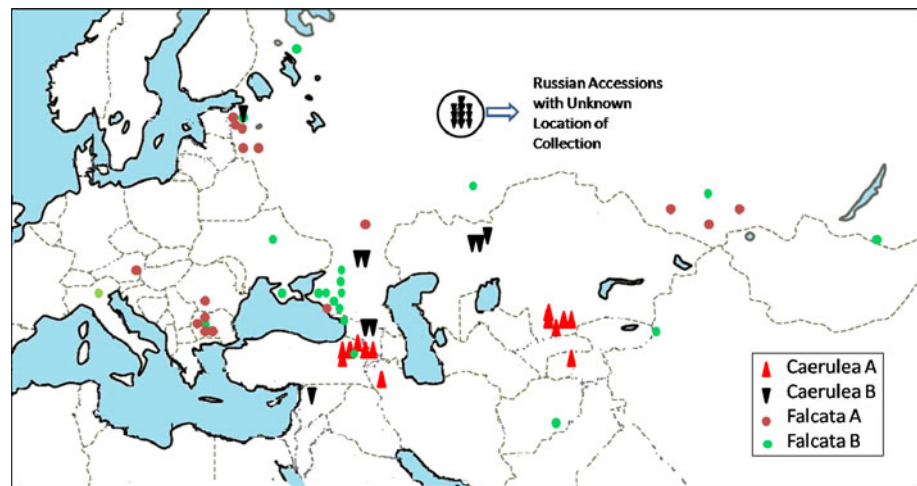 Russian Accessions
with Unknown
Location of
Collection
Caerulea A
Caerulea B
Falcata A
Falcata B